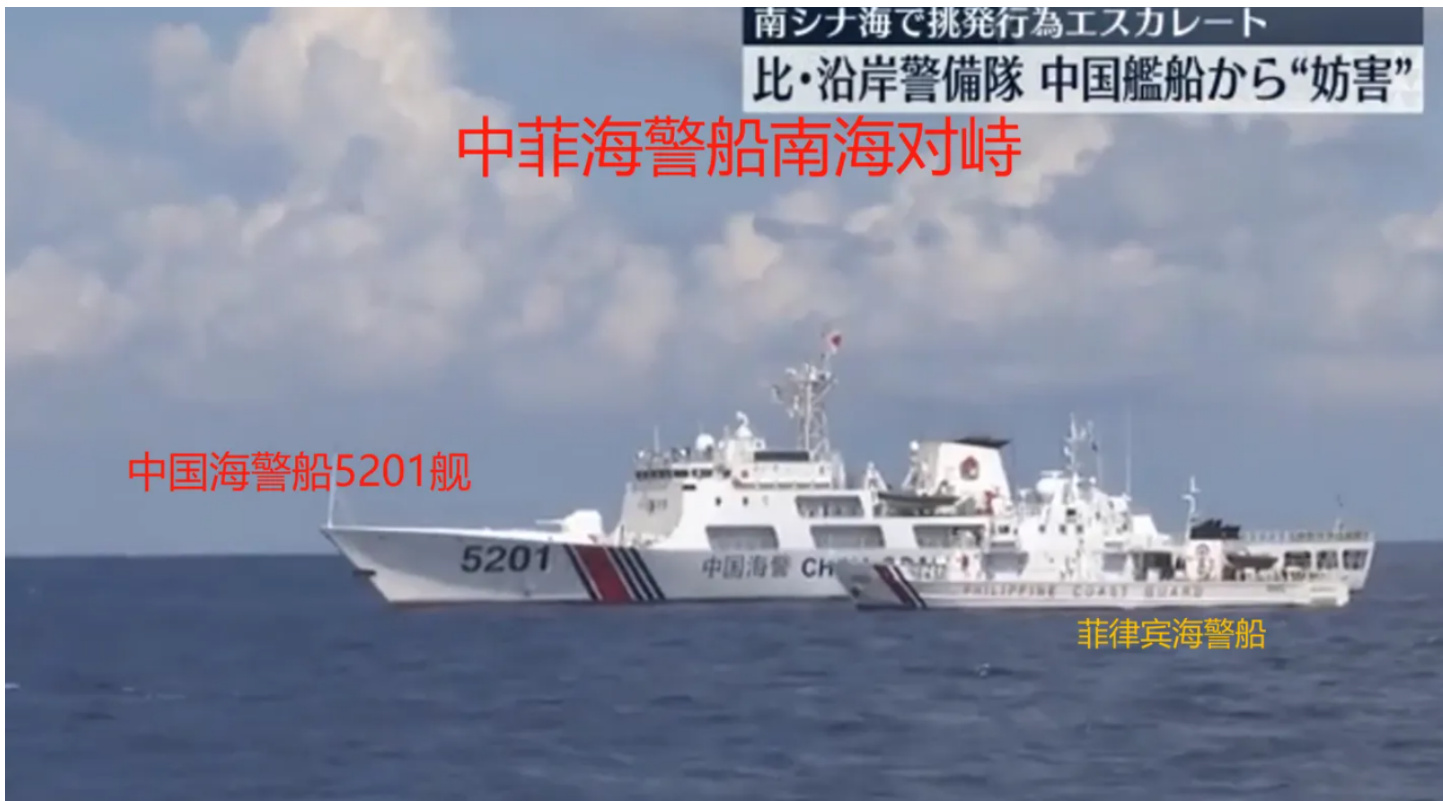 南シナ海で挑発行為エスカレート
比・沿岸警備隊 中国艦船から“妨害”
中菲海警船南海对峙
中国海警船5201舰
5201
中国海警
PHILIPPINE COAST GUARD
菲律宾海警船